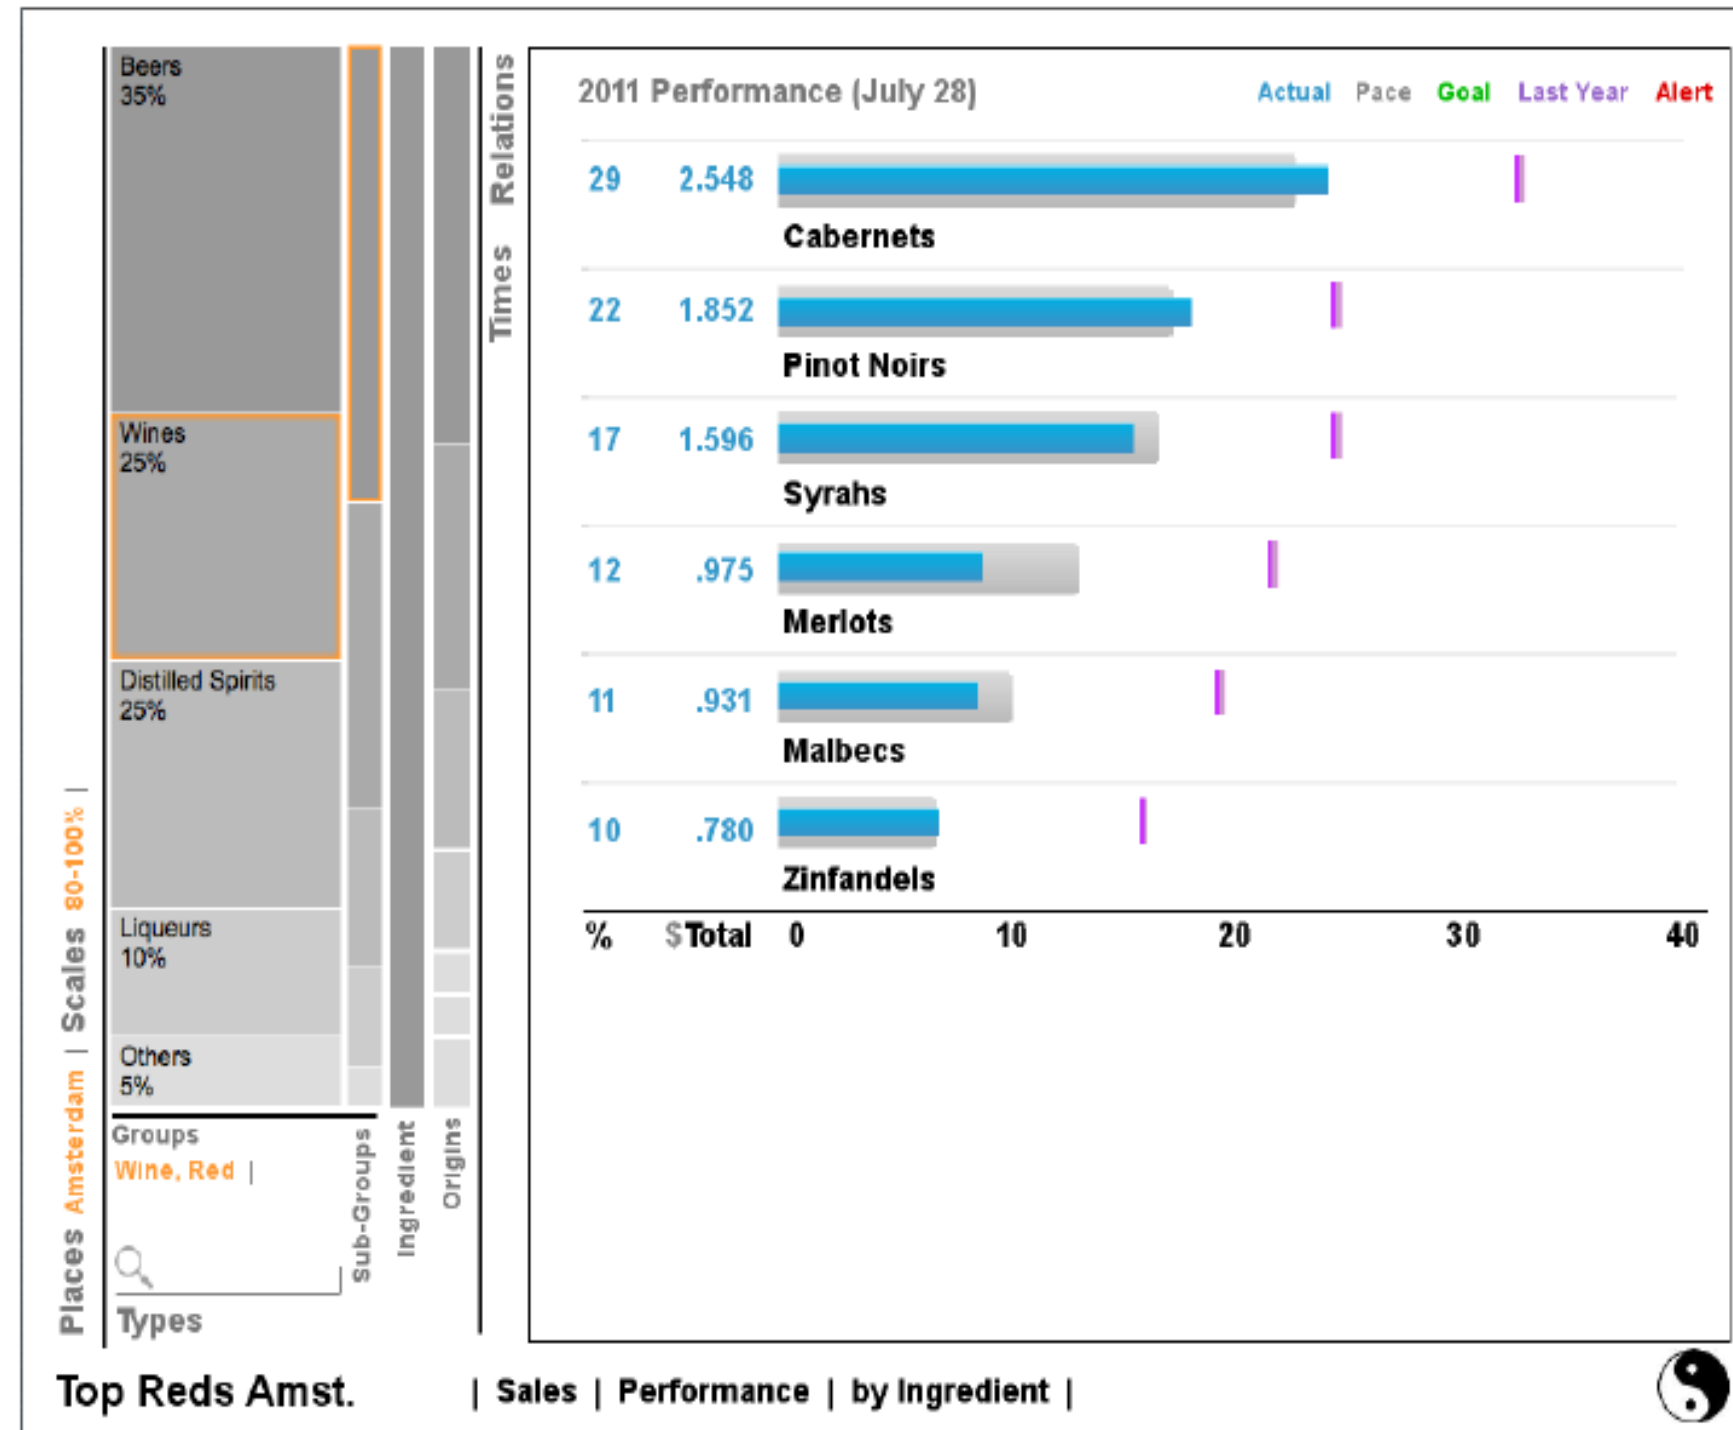 Beers
35%
Wines
25%
Distilled Spirits
25%
Liqueurs
10%
Others
5%
Groups
Wine, Red |
Types
Sub-Groups
Ingredient
Origins
Places Amsterdam | Scales 80-100% |
Times Relations
2011 Performance (July 28) Actual Pace Goal Last Year Alert
29 2.548
Cabernets
22 1.852
Pinot Noirs
17 1.596
Syrahs
12 .975
Merlots
11 .931
Malbecs
10 .780
Zinfandels
% $Total 0 10 20 30 40
Top Reds Amst. | Sales | Performance | by Ingredient |